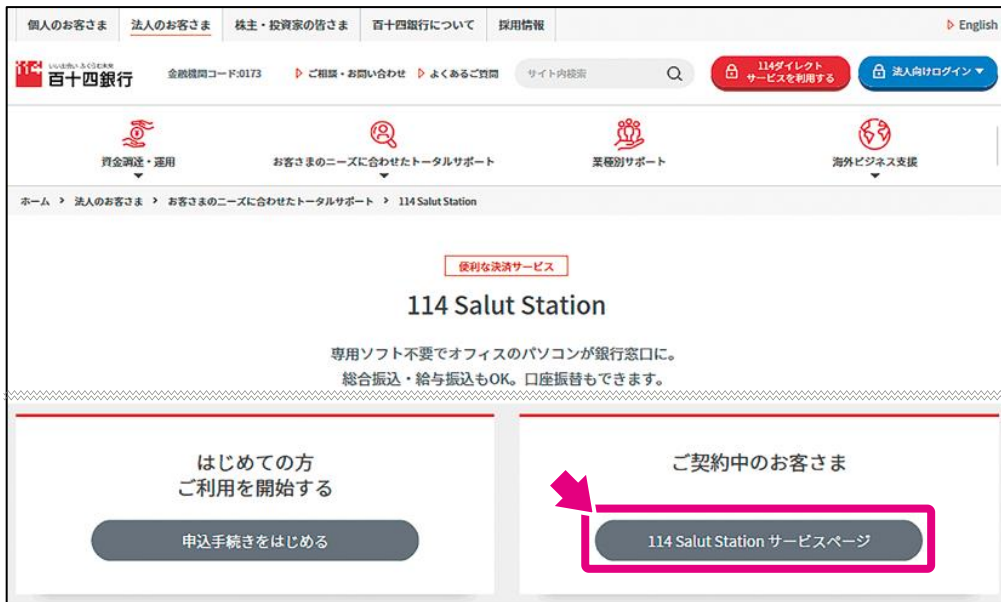 個人のお客さま 法人のお客さま 株主・投資家の皆さま 百十四銀行について 採用情報 English
114 いい出会い ふくらむ未来
百十四銀行 金融機関コード:0173 ご相談・お問い合わせ よくあるご質問 サイト内検索 114ダイレクト
サービスを利用する 法人向けログイン
資金調達・運用 お客さまのニーズに合わせたトータルサポート 業種別サポート 海外ビジネス支援
ホーム > 法人のお客さま > お客さまのニーズに合わせたトータルサポート > 114 Salut Station
便利な決済サービス
114 Salut Station
専用ソフト不要でオフィスのパソコンが銀行窓口に。
総合振込・給与振込もOK。口座振替もできます。
はじめての方
ご利用を開始する
申込手続きをはじめる
ご契約中のお客さま
114 Salut Station サービスページ